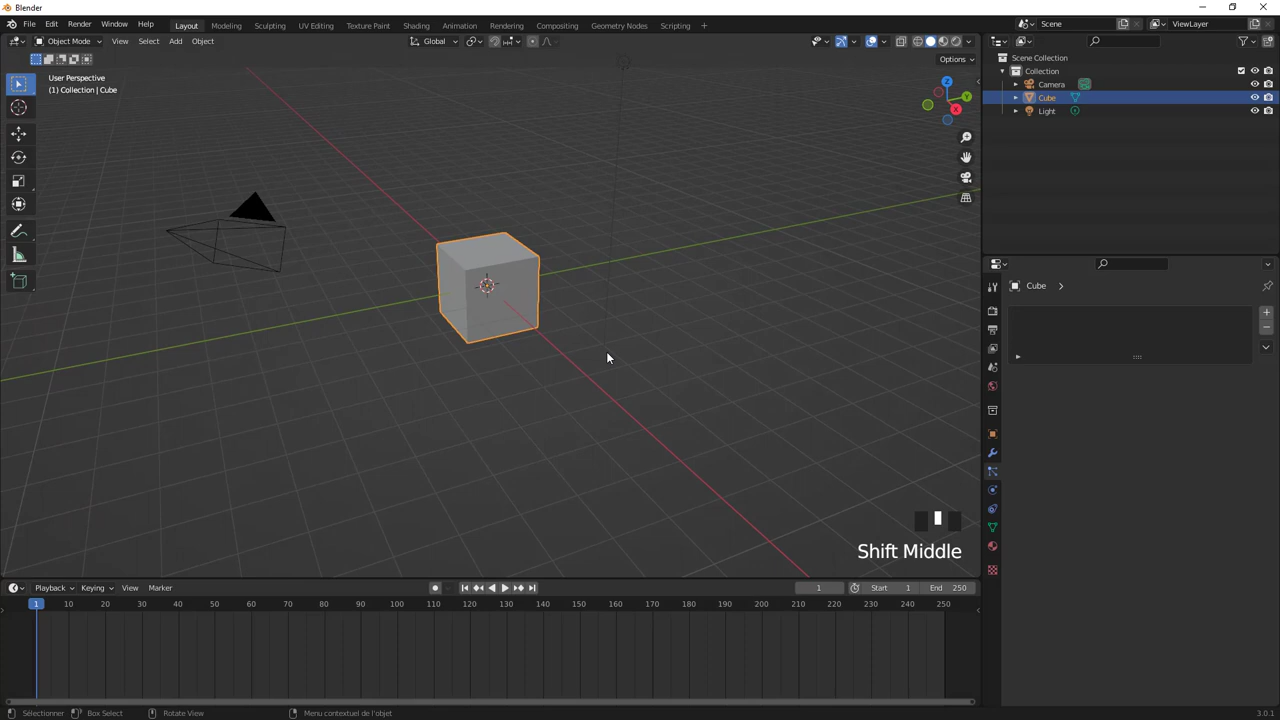 Blender
File Edit Render Window Help Layout Modeling Sculpting UV Editing Texture Paint Shading Animation Rendering Compositing Geometry Nodes Scripting + Scene ViewLayer
Object Mode View Select Add Object Global
Options
User Perspective
(1) Collection | Cube
Z
Y
X
Scene Collection
Collection
Camera
Cube
Light
Cube
Shift Middle
Playback Keying View Marker 1 Start 1 End 250
1 10 20 30 40 50 60 70 80 90 100 110 120 130 140 150 160 170 180 190 200 210 220 230 240 250
Sélectionner Box Select Rotate View Menu contextuel de l'objet 3.0.1